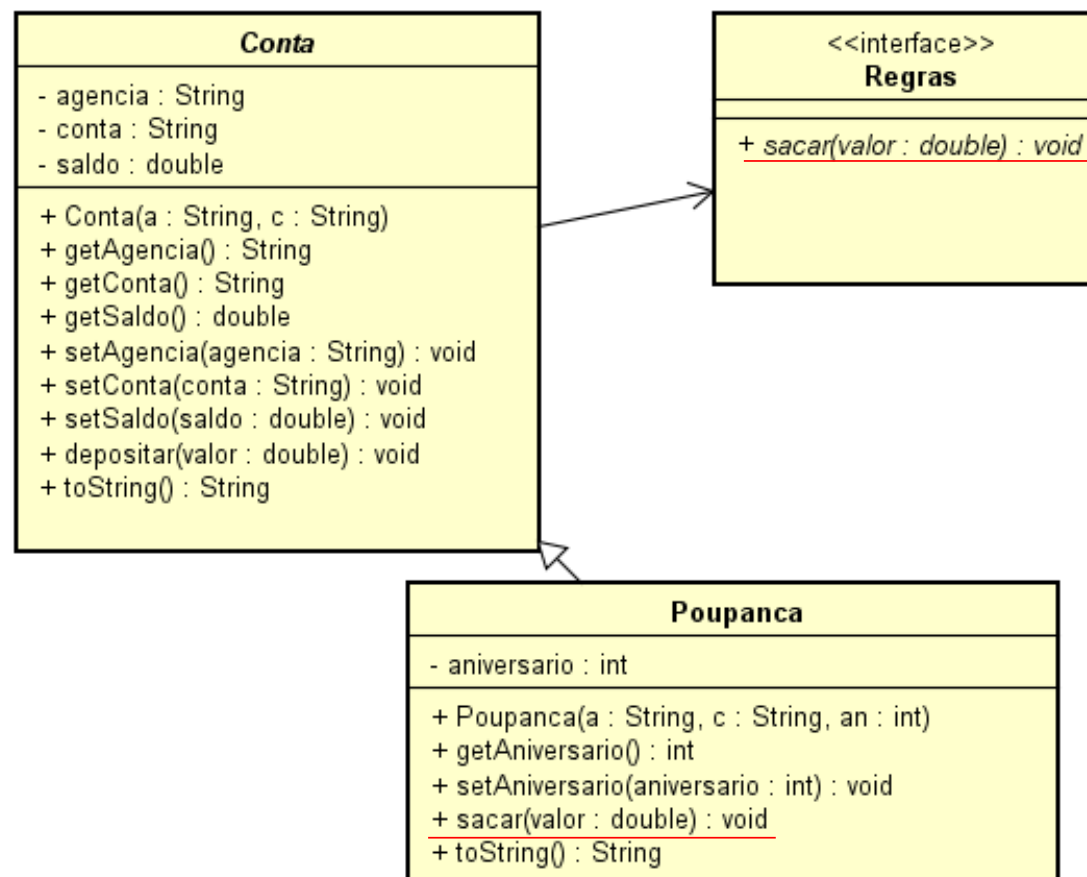 Conta
- agencia : String
- conta : String
- saldo : double
+ Conta(a : String, c : String)
+ getAgencia() : String
+ getConta() : String
+ getSaldo() : double
+ setAgencia(agencia : String) : void
+ setConta(conta : String) : void
+ setSaldo(saldo : double) : void
+ depositar(valor : double) : void
+ toString() : String
<<interface>>
Regras
+ sacar(valor : double) : void
Poupanca
- aniversario : int
+ Poupanca(a : String, c : String, an : int)
+ getAniversario() : int
+ setAniversario(aniversario : int) : void
+ sacar(valor : double) : void
+ toString() : String